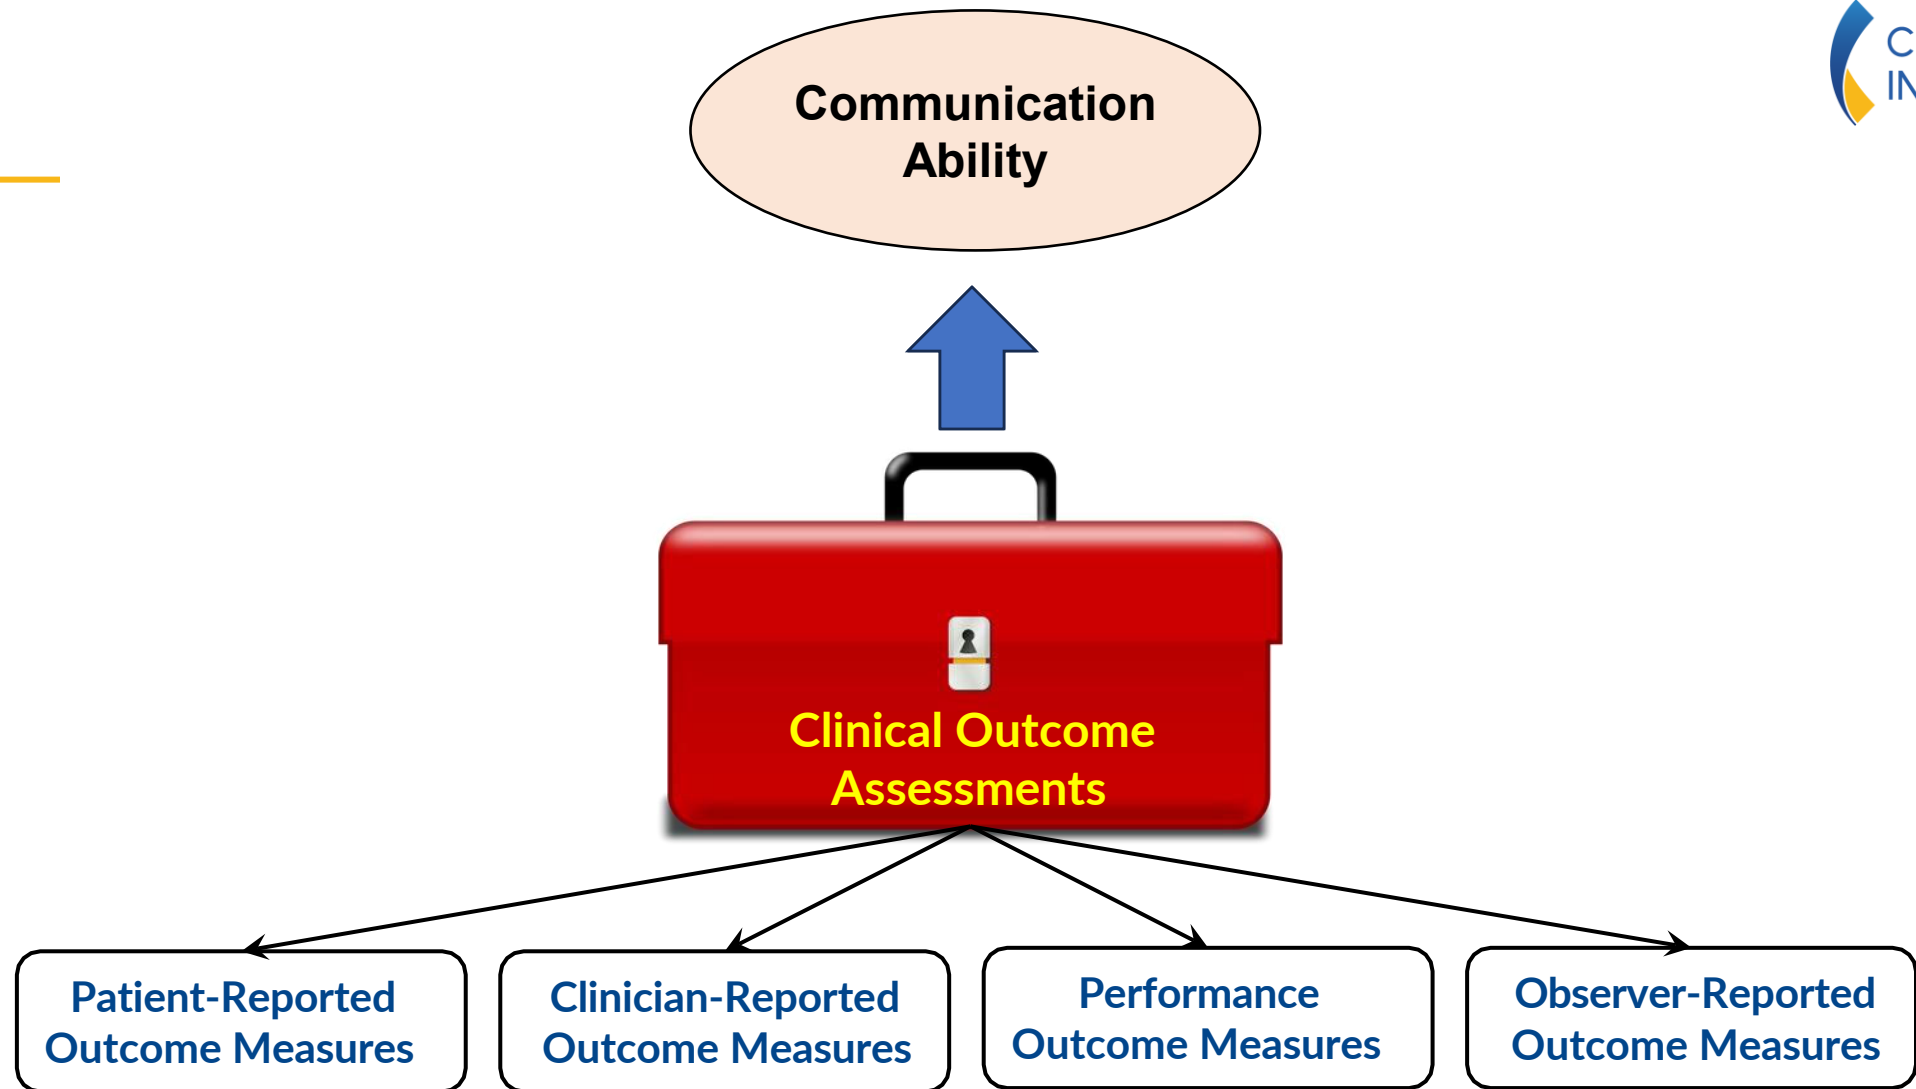 Communication
Ability
Clinical Outcome
Assessments
Patient-Reported
Outcome Measures
Clinician-Reported
Outcome Measures
Performance
Outcome Measures
Observer-Reported
Outcome Measures